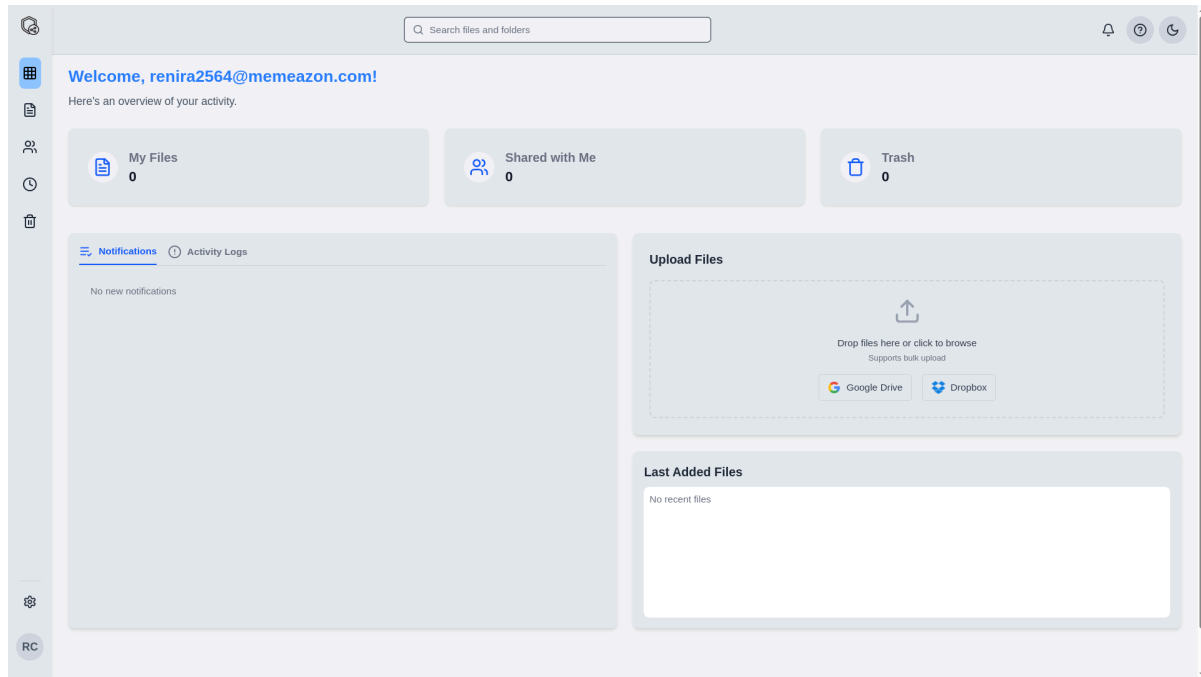 Search files and folders
Welcome, renira2564@memeazon.com!
Here's an overview of your activity.
My Files
0
Shared with Me
0
Trash
0
Notifications
Activity Logs
No new notifications
Upload Files
Drop files here or click to browse
Supports bulk upload
Google Drive
Dropbox
Last Added Files
No recent files
RC